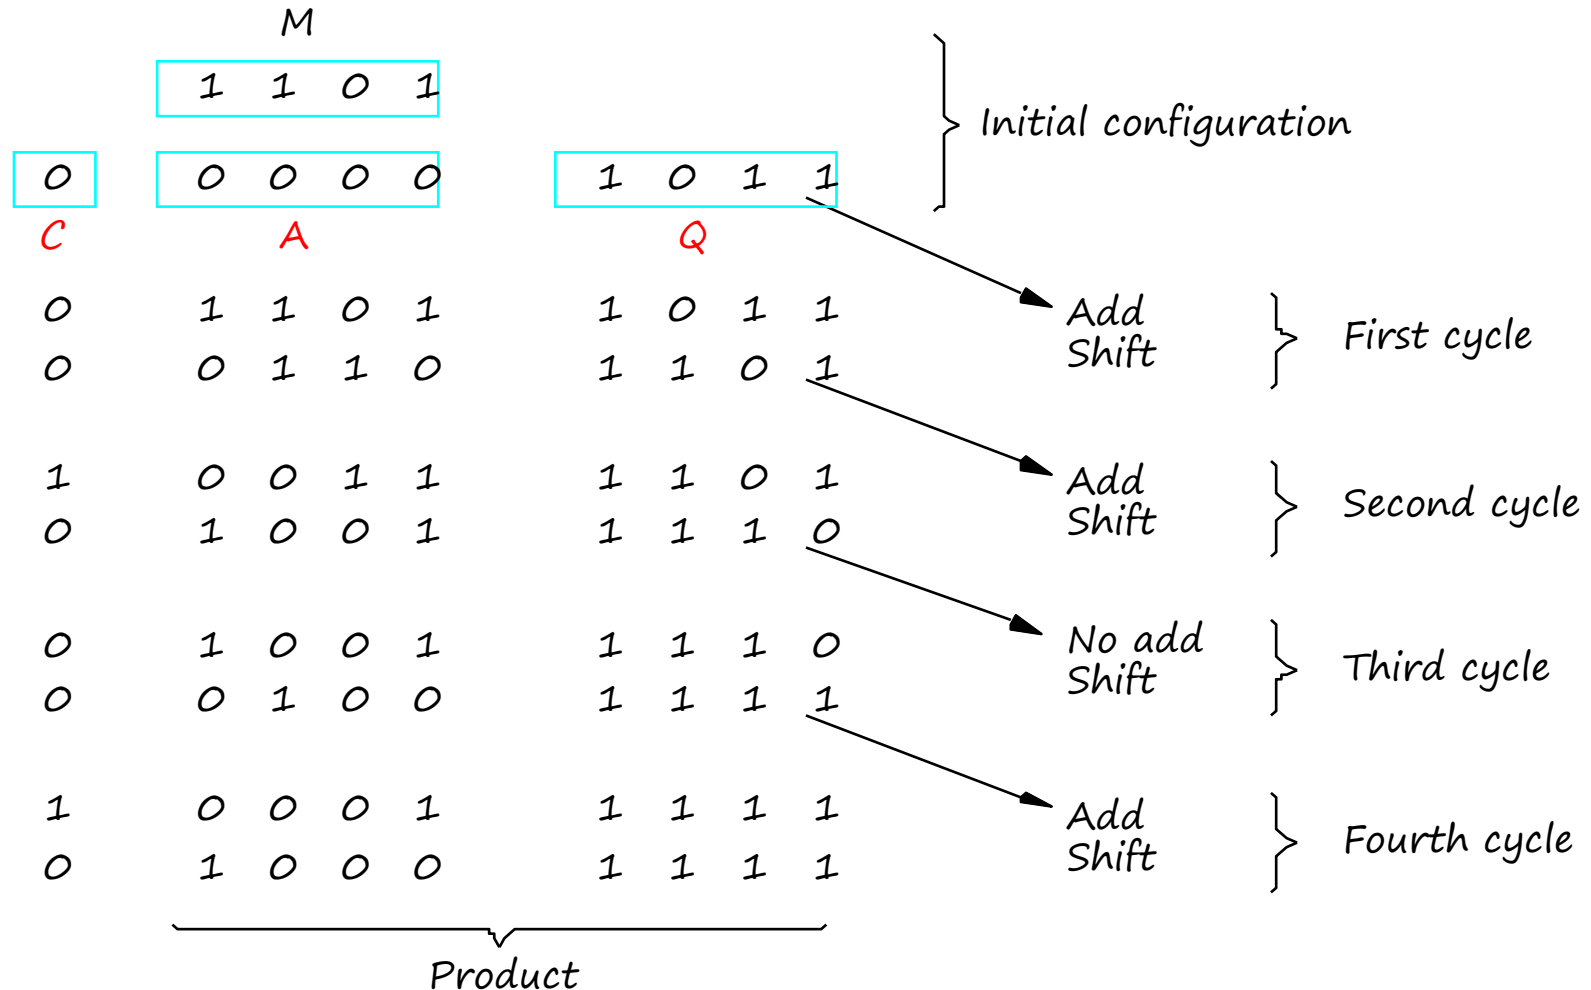 M
1 1 0 1
Initial configuration
0 0 0 0 0 1 0 1 1
C A Q
0 1 1 0 1 1 0 1 1 Add
First cycle
0 0 1 1 0 1 1 0 1 Shift
1 0 0 1 1 1 1 0 1 Add
Second cycle
0 1 0 0 1 1 1 1 0 Shift
0 1 0 0 1 1 1 1 0 No add
Third cycle
0 0 1 0 0 1 1 1 1 Shift
1 0 0 0 1 1 1 1 1 Add
Fourth cycle
0 1 0 0 0 1 1 1 1 Shift
Product